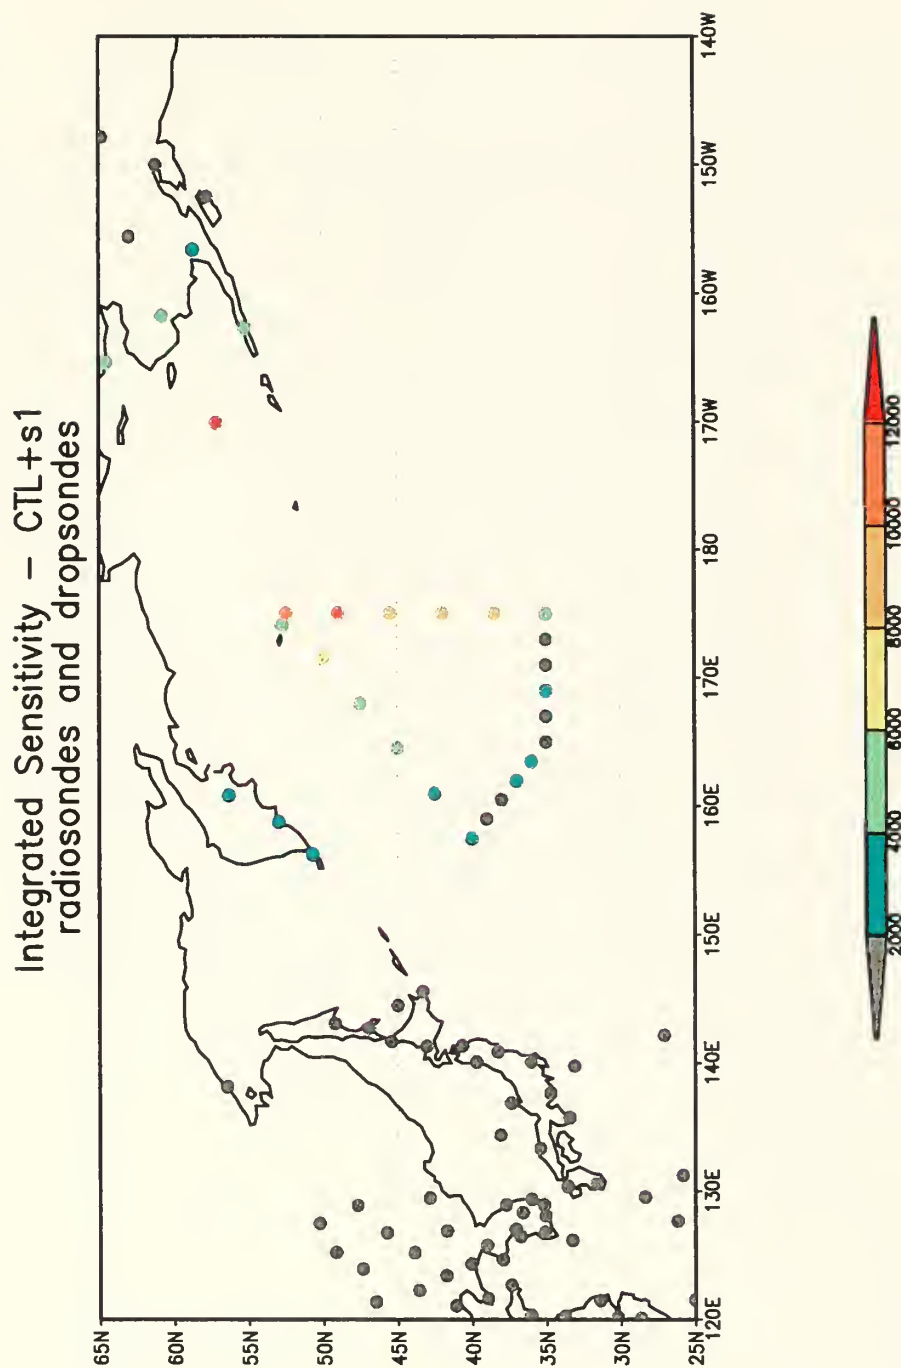 Integrated Sensitivity – CTL+s1
radiosondes and dropsondes
65N
60N
55N
50N
45N
40N
35N
30N
25N
120E
130E
140E
150E
160E
170E
180
170W
160W
150W
140W
2000
4000
6000
8000
10000
12000